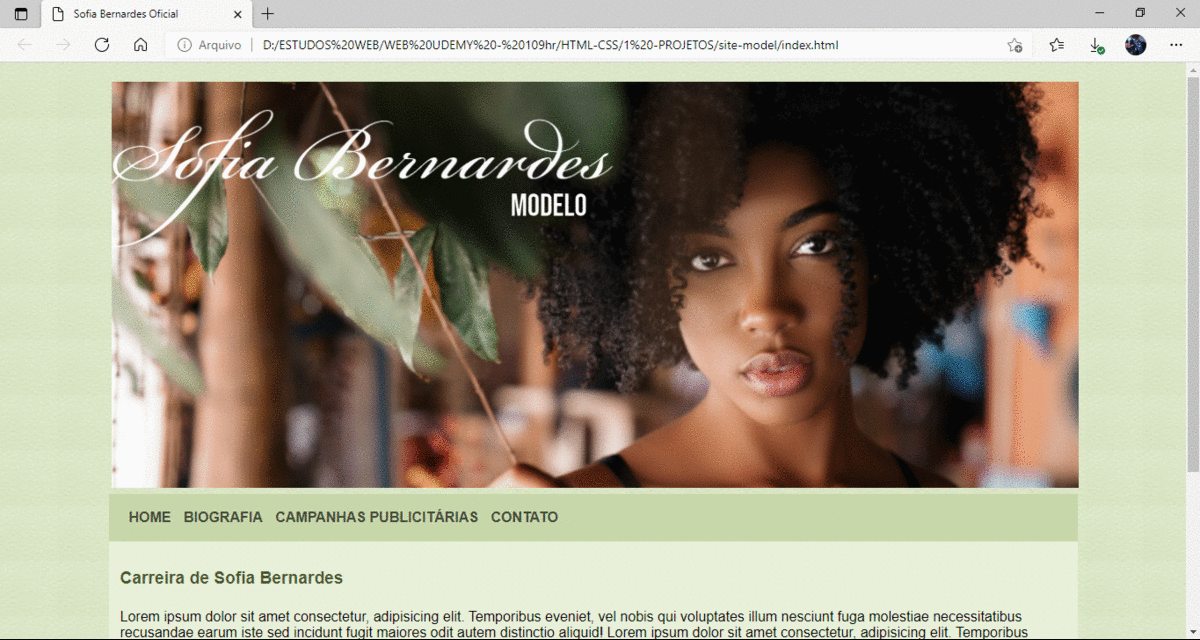 Sofia Bernardes Oficial
Arquivo
D:/ESTUDOS%20WEB/WEB%20UDEMY%20-%20109hr/HTML-CSS/1%20-PROJETOS/site-model/index.html
Sofia Bernardes
MODELO
HOME BIOGRAFIA CAMPANHAS PUBLICITÁRIAS CONTATO
Carreira de Sofia Bernardes
Lorem ipsum dolor sit amet consectetur, adipisicing elit. Temporibus eveniet, vel nobis qui voluptates illum nesciunt fuga molestiae necessitatibus
recusandae earum iste sed incidunt fugit maiores odit autem distinctio aliquid! Lorem ipsum dolor sit amet consectetur, adipisicing elit. Temporibus